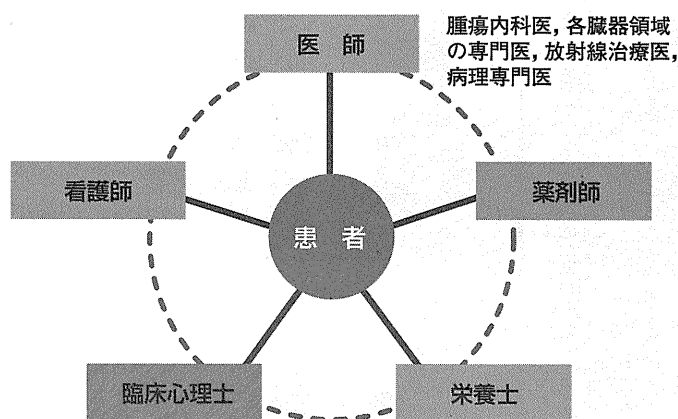 医 師
腫瘍内科医，各臓器領域
の専門医，放射線治療医，
病理専門医
看護師
薬剤師
患 者
臨床心理士
栄養士